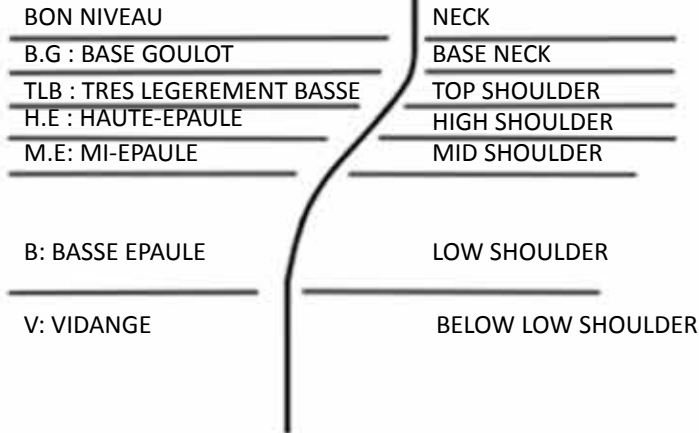 BON NIVEAU NECK
B.G : BASE GOULOT BASE NECK
TLB : TRES LEGEREMENT BASSE TOP SHOULDER
H.E : HAUTE-EPAULE HIGH SHOULDER
M.E: MI-EPAULE MID SHOULDER
B: BASSE EPAULE LOW SHOULDER
V: VIDANGE BELOW LOW SHOULDER